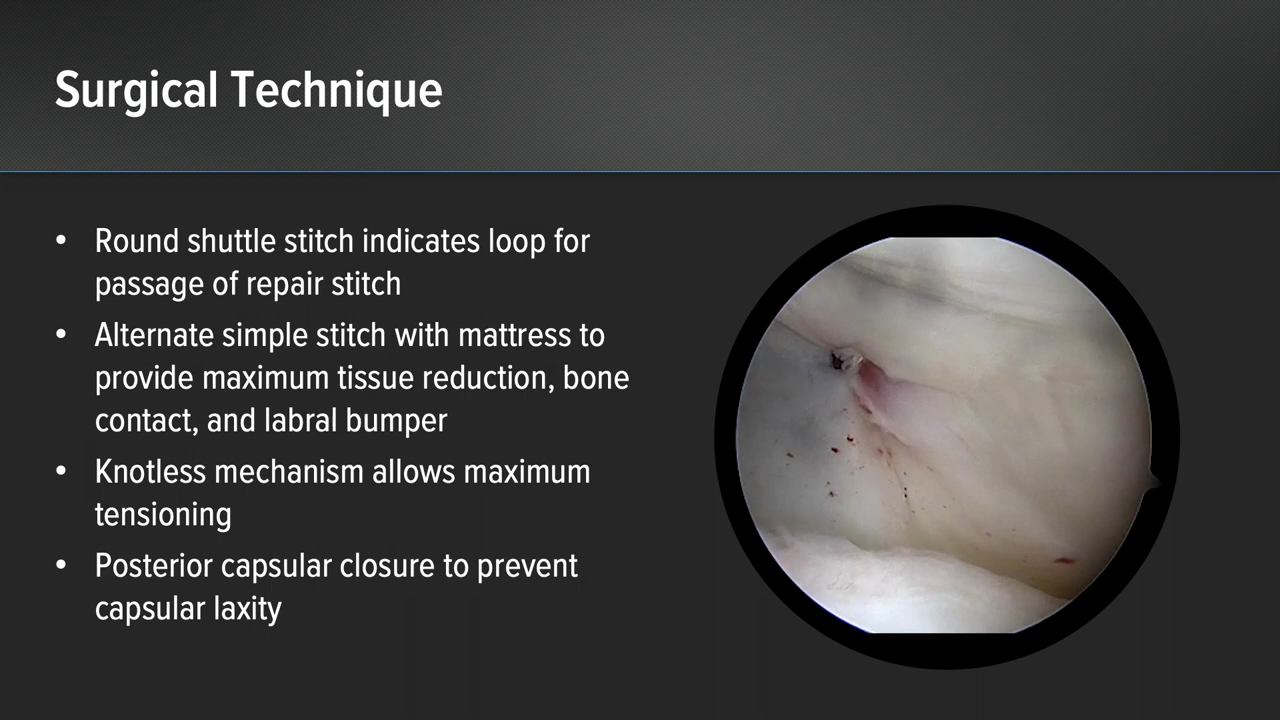 Surgical Technique
• Round shuttle stitch indicates loop for
passage of repair stitch
• Alternate simple stitch with mattress to
provide maximum tissue reduction, bone
contact, and labral bumper
• Knotless mechanism allows maximum
tensioning
• Posterior capsular closure to prevent
capsular laxity